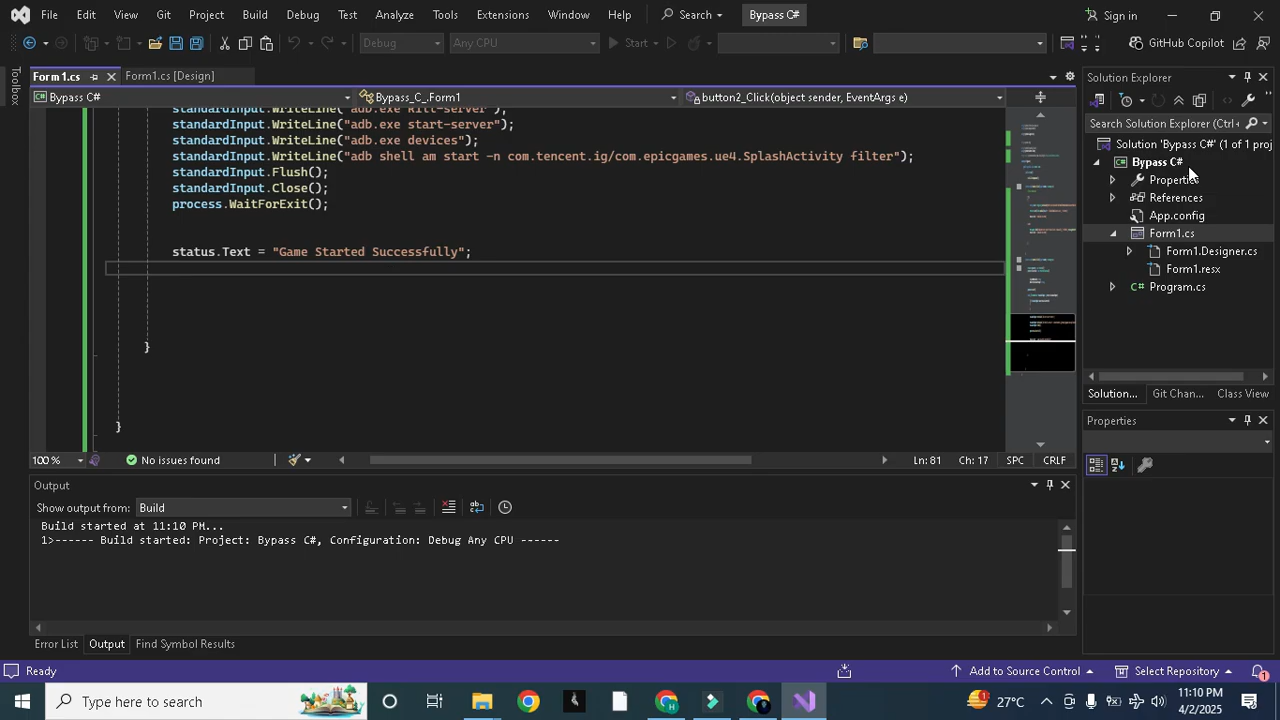 File Edit View Git Project Build Debug Test Analyze Tools Extensions Window Help Search Bypass C# Sign in
Debug Any CPU Start GitHub Copilot
Toolbox
Form1.cs Form1.cs [Design]
Bypass C# Bypass_C_.Form1 button2_Click(object sender, EventArgs e)
standardInput.WriteLine("adb.exe kill-server");
standardInput.WriteLine("adb.exe start-server");
standardInput.WriteLine("adb.exe devices");
standardInput.WriteLine("adb shell am start -n com.tencent.ig/com.epicgames.ue4.SplashActivity filter");
standardInput.Flush();
standardInput.Close();
process.WaitForExit();
status.Text = "Game Started Successfully";
}
}
100 % No issues found Ln: 81 Ch: 17 SPC CRLF
Output
Show output from: Build
Build started at 11:10 PM...
1>------ Build started: Project: Bypass C#, Configuration: Debug Any CPU ------
Error List Output Find Symbol Results
Solution Explorer
Search Solution Explorer (Ctrl+
Solution 'Bypass C#' (1 of 1 proj
Bypass C#
Properties
References
App.config
Form1.cs
Form1.Designer.cs
Program.cs
Solution... Git Chan... Class View
Properties
Ready Add to Source Control Select Repository 1
Type here to search 27°C 11:10 PM
4/2/2025